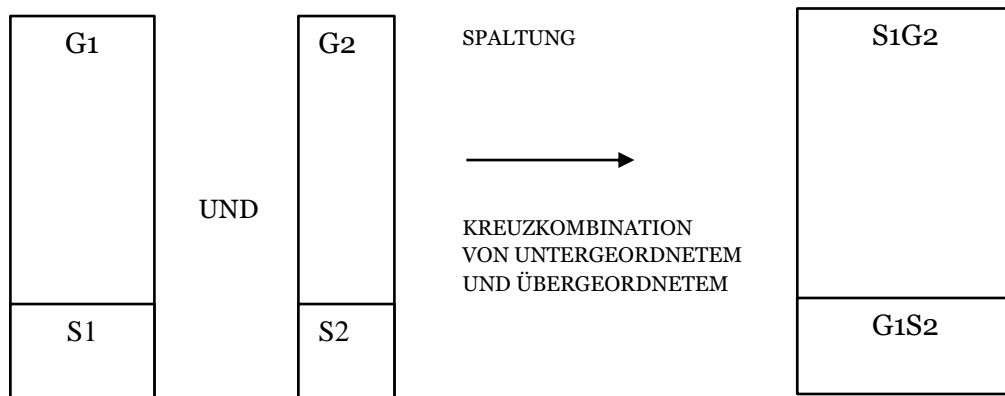 G1
G2
SPALTUNG
S1G2
UND
KREUZKOMBINATION
VON UNTERGEORDNETEM
UND ÜBERGEORDNETEM
S1
S2
G1S2